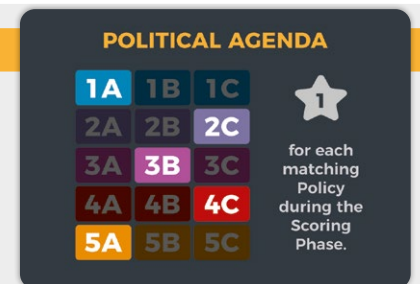 POLITICAL AGENDA
1A 1B 1C
1
2A 2B 2C
for each
3A 3B 3C
matching
Policy
4A 4B 4C
during the
Scoring
5A 5B 5C
Phase.